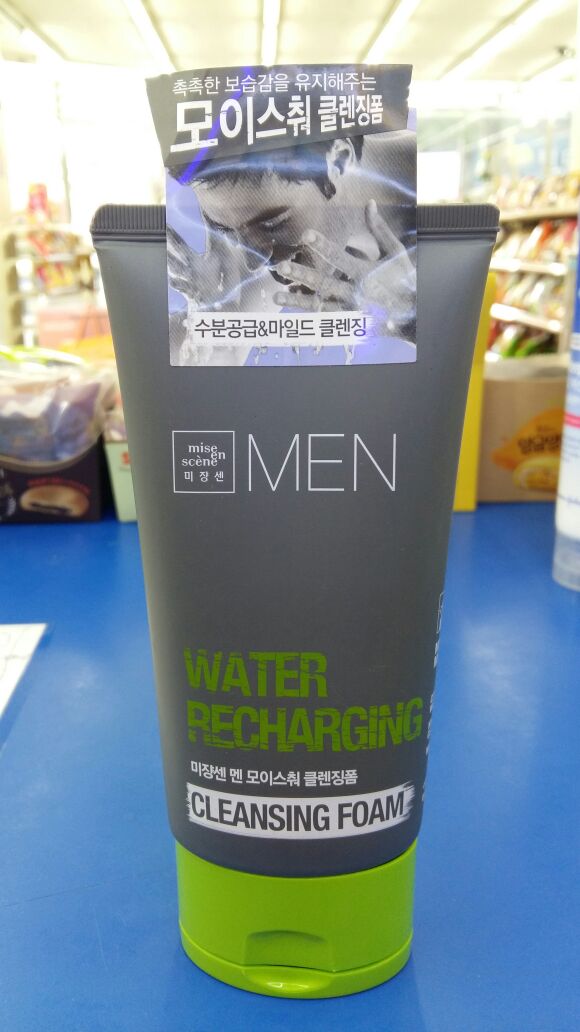 촉촉한 보습감을 유지해주는
모이스춰 클렌징폼
수분공급&마일드 클렌징
mise
en
scène
미쟝센
MEN
WATER
RECHARGING
미쟝센 멘 모이스춰 클렌징폼
CLEANSING FOAM